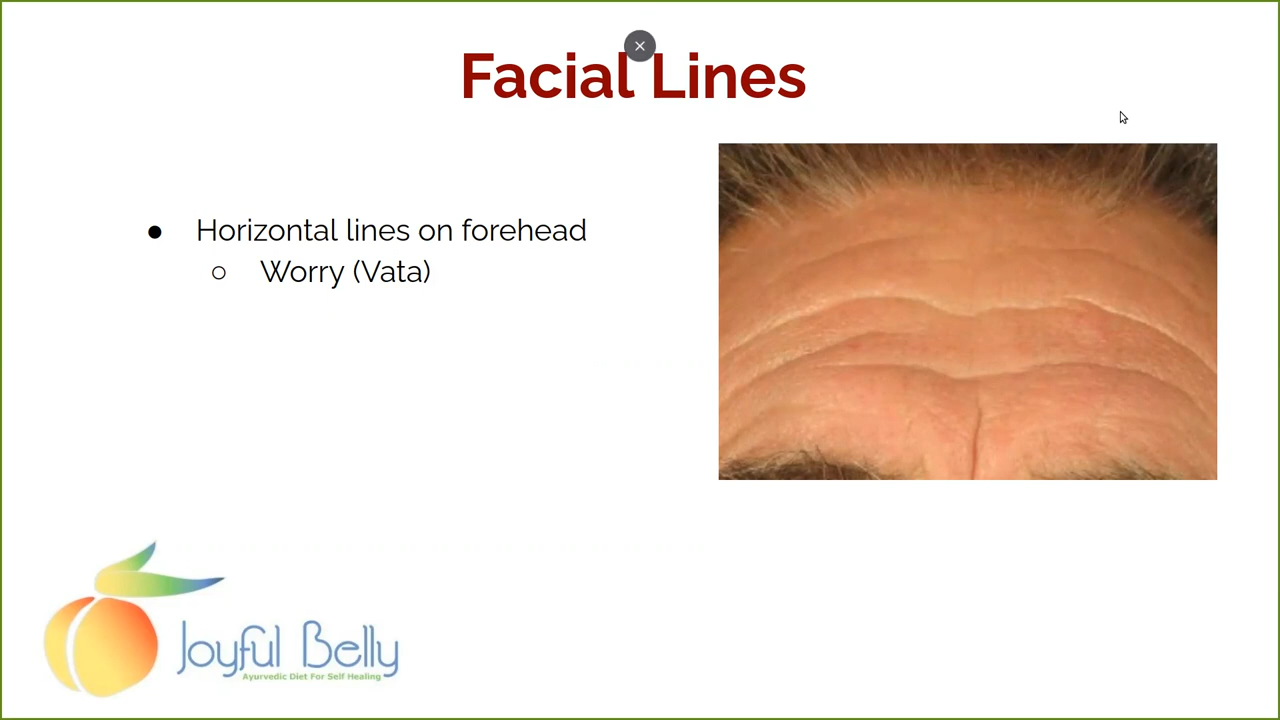 Facial Lines
● Horizontal lines on forehead
○ Worry (Vata)
Joyful Belly
Ayurvedic Diet For Self Healing